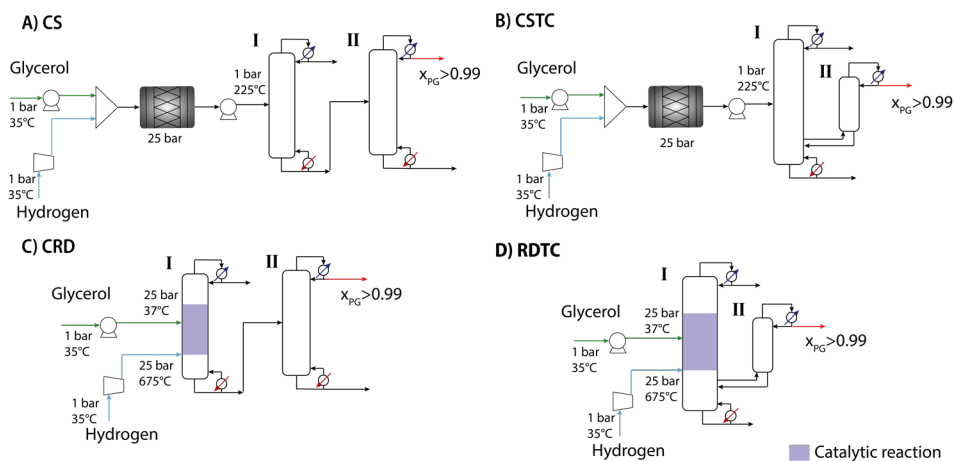 A) CS
I
II
Glycerol
1 bar
35°C
1 bar
35°C
Hydrogen
25 bar
1 bar
225°C
xPG>0.99
B) CSTC
I
II
Glycerol
1 bar
35°C
1 bar
35°C
Hydrogen
25 bar
1 bar
225°C
xPG>0.99
C) CRD
I
II
Glycerol
1 bar
35°C
25 bar
37°C
25 bar
675°C
1 bar
35°C
Hydrogen
xPG>0.99
D) RDTC
I
II
Glycerol
1 bar
35°C
25 bar
37°C
25 bar
675°C
1 bar
35°C
Hydrogen
xPG>0.99
Catalytic reaction